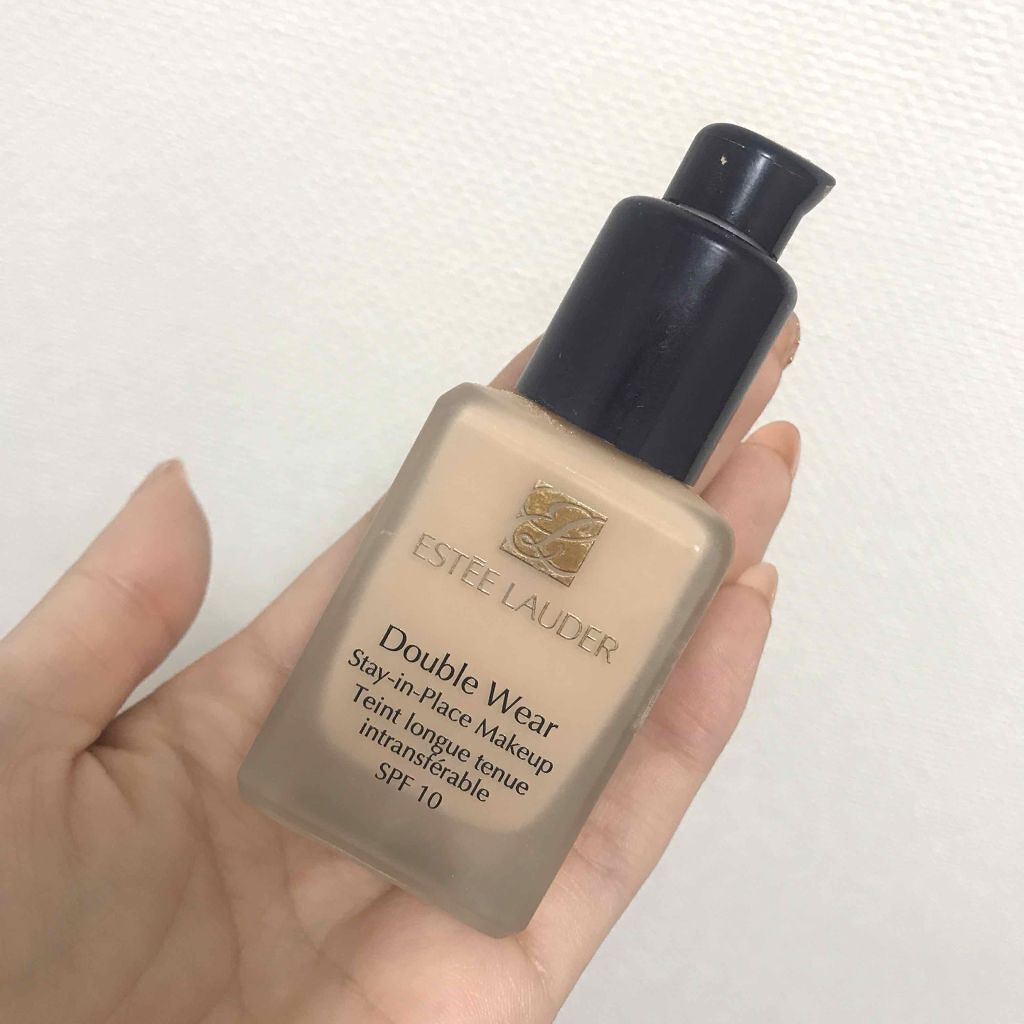 ESTĒE LAUDER
Double Wear
Stay-in-Place Makeup
Teint longue tenue
intransférable
SPF 10